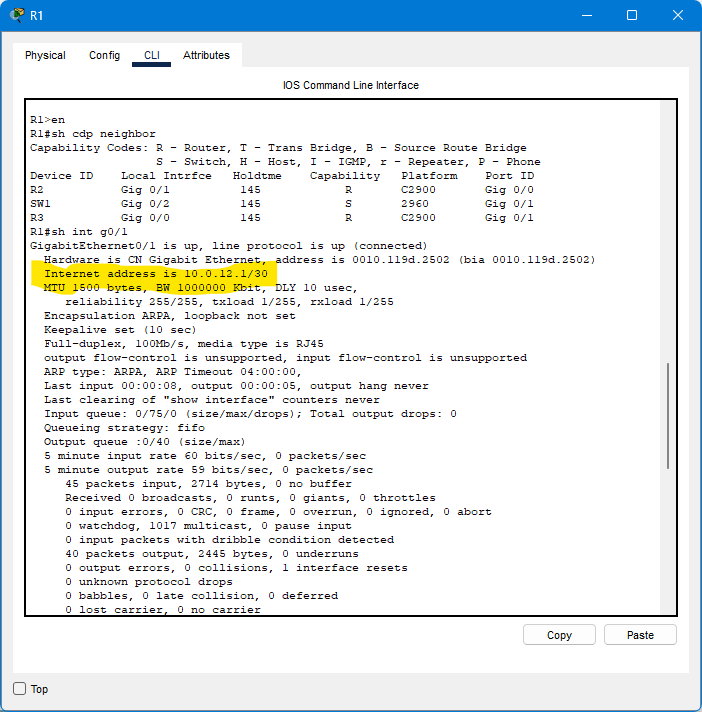 R1
Physical Config CLI Attributes
IOS Command Line Interface
R1>en
R1#sh cdp neighbor
Capability Codes: R - Router, T - Trans Bridge, B - Source Route Bridge
S - Switch, H - Host, I - IGMP, r - Repeater, P - Phone
Device ID Local Intrfce Holdtme Capability Platform Port ID
R2 Gig 0/1 145 R C2900 Gig 0/0
SW1 Gig 0/2 145 S 2960 Gig 0/1
R3 Gig 0/0 145 R C2900 Gig 0/1
R1#sh int g0/1
GigabitEthernet0/1 is up, line protocol is up (connected)
Hardware is CN Gigabit Ethernet, address is 0010.119d.2502 (bia 0010.119d.2502)
Internet address is 10.0.12.1/30
MTU 1500 bytes, BW 1000000 Kbit, DLY 10 usec,
reliability 255/255, txload 1/255, rxload 1/255
Encapsulation ARPA, loopback not set
Keepalive set (10 sec)
Full-duplex, 100Mb/s, media type is RJ45
output flow-control is unsupported, input flow-control is unsupported
ARP type: ARPA, ARP Timeout 04:00:00,
Last input 00:00:08, output 00:00:05, output hang never
Last clearing of "show interface" counters never
Input queue: 0/75/0 (size/max/drops); Total output drops: 0
Queueing strategy: fifo
Output queue :0/40 (size/max)
5 minute input rate 60 bits/sec, 0 packets/sec
5 minute output rate 59 bits/sec, 0 packets/sec
45 packets input, 2714 bytes, 0 no buffer
Received 0 broadcasts, 0 runts, 0 giants, 0 throttles
0 input errors, 0 CRC, 0 frame, 0 overrun, 0 ignored, 0 abort
0 watchdog, 1017 multicast, 0 pause input
0 input packets with dribble condition detected
40 packets output, 2445 bytes, 0 underruns
0 output errors, 0 collisions, 1 interface resets
0 unknown protocol drops
0 babbles, 0 late collision, 0 deferred
0 lost carrier, 0 no carrier
Copy Paste
Top